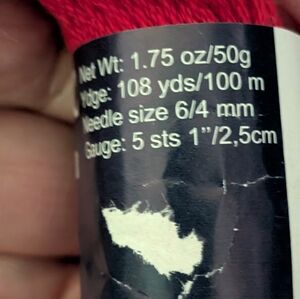 Net Wt: 1.75 oz/50g
Ydge: 108 yds/100 m
Needle size 6/4 mm
Gauge: 5 sts 1"/2,5cm